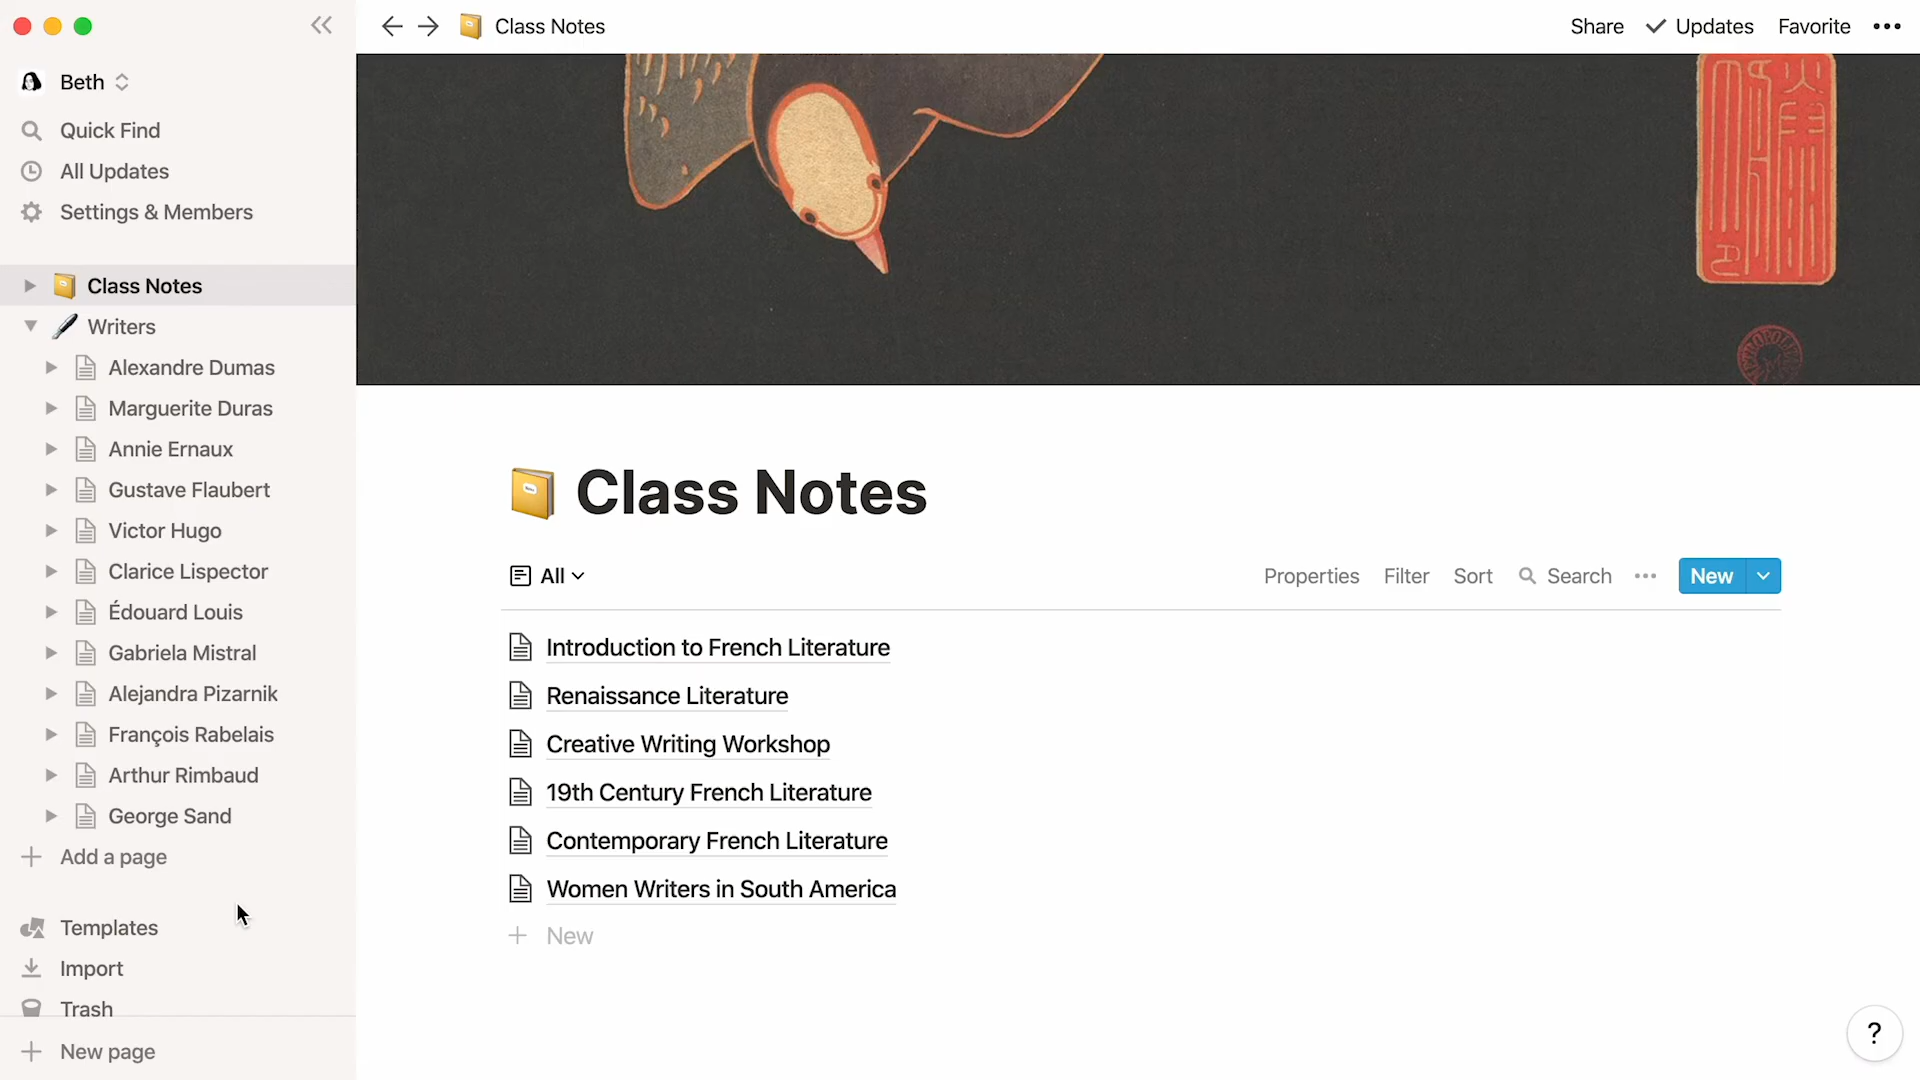 Class Notes
Share
Updates
Favorite
Beth
Quick Find
All Updates
Settings & Members
Class Notes
Writers
Alexandre Dumas
Marguerite Duras
Annie Ernaux
Gustave Flaubert
Victor Hugo
Clarice Lispector
Édouard Louis
Gabriela Mistral
Alejandra Pizarnik
François Rabelais
Arthur Rimbaud
George Sand
Add a page
Templates
Import
Trash
New page
Class Notes
All
Properties
Filter
Sort
Search
New
Introduction to French Literature
Renaissance Literature
Creative Writing Workshop
19th Century French Literature
Contemporary French Literature
Women Writers in South America
New
?